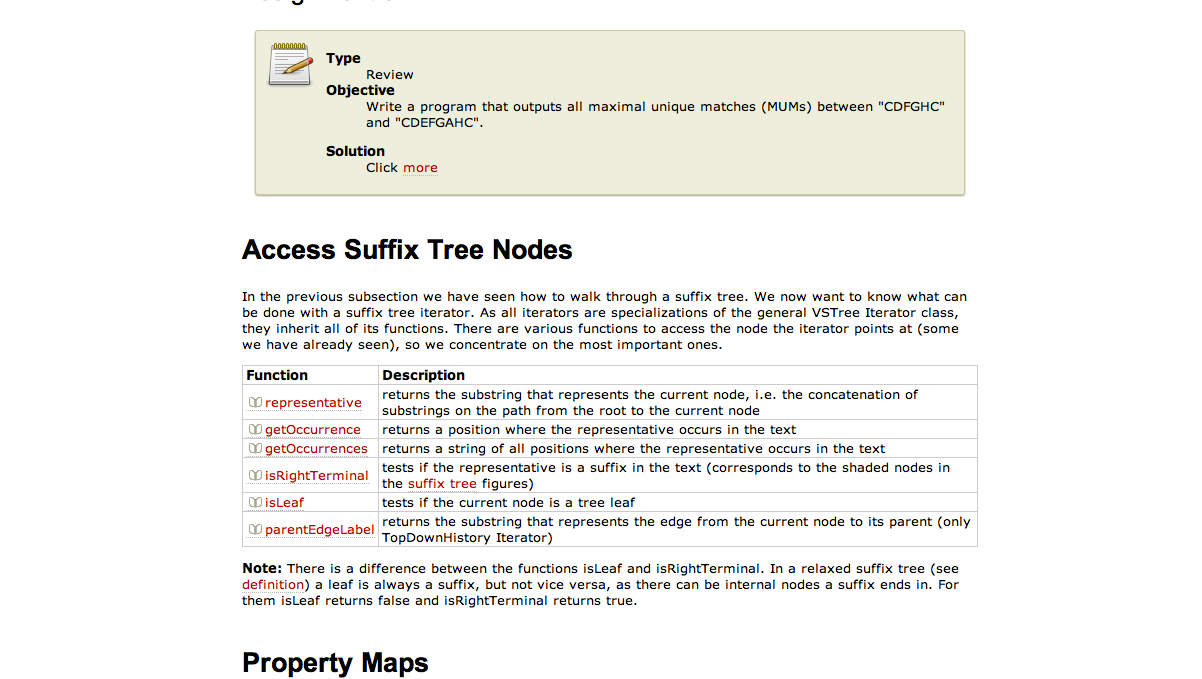 Type
Review
Objective
Write a program that outputs all maximal unique matches (MUMs) between "CDFGHC"
and "CDEFGAHC".
Solution
Click more
Access Suffix Tree Nodes
In the previous subsection we have seen how to walk through a suffix tree. We now want to know what can
be done with a suffix tree iterator. As all iterators are specializations of the general VSTree Iterator class,
they inherit all of its functions. There are various functions to access the node the iterator points at (some
we have already seen), so we concentrate on the most important ones.
Function Description
representative returns the substring that represents the current node, i.e. the concatenation of
substrings on the path from the root to the current node
getOccurrence returns a position where the representative occurs in the text
getOccurrences returns a string of all positions where the representative occurs in the text
isRightTerminal tests if the representative is a suffix in the text (corresponds to the shaded nodes in
the suffix tree figures)
isLeaf tests if the current node is a tree leaf
parentEdgeLabel returns the substring that represents the edge from the current node to its parent (only
TopDownHistory Iterator)
Note: There is a difference between the functions isLeaf and isRightTerminal. In a relaxed suffix tree (see
definition) a leaf is always a suffix, but not vice versa, as there can be internal nodes a suffix ends in. For
them isLeaf returns false and isRightTerminal returns true.
Property Maps